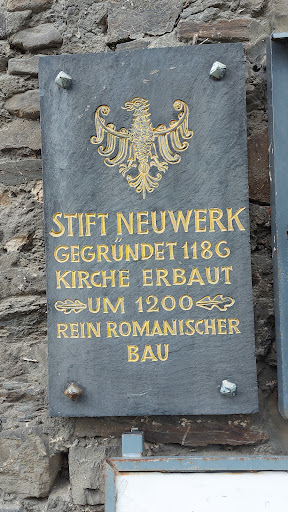 STIFT NEUWERK
GEGRÜNDET 1186
KIRCHE ERBAUT
UM 1200
REIN ROMANISCHER
BAU